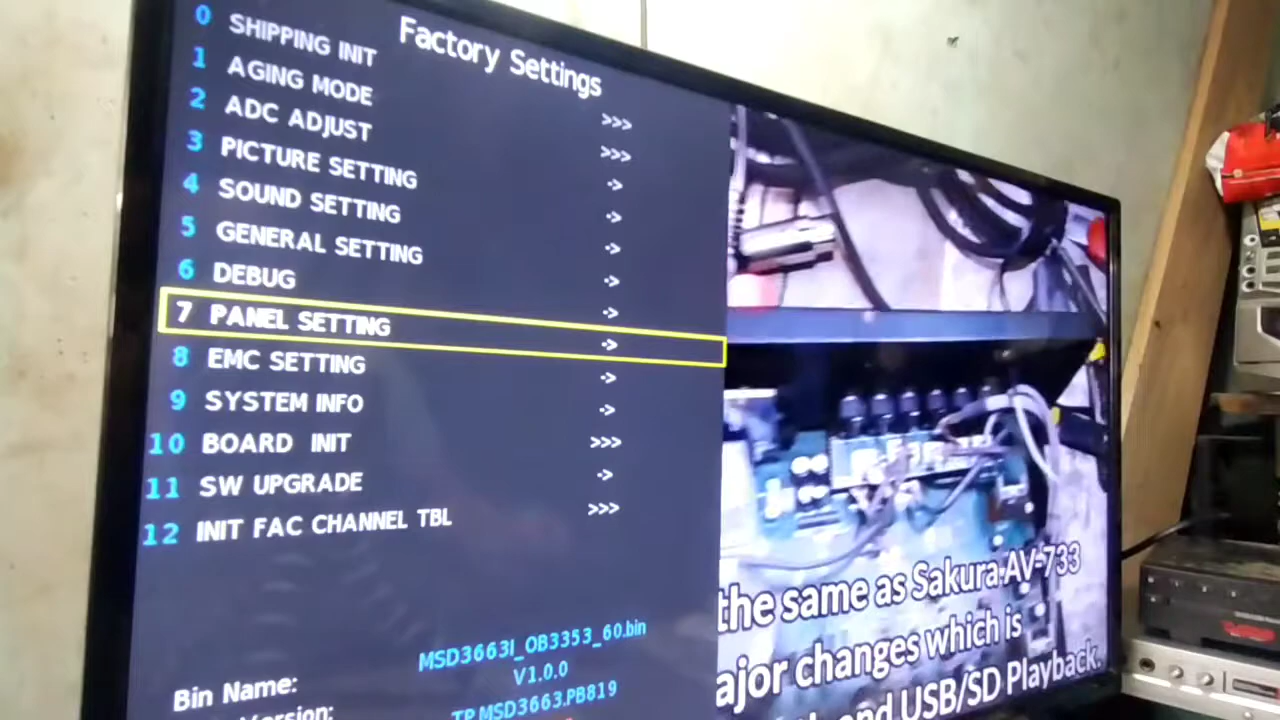 Factory Settings
0 SHIPPING INIT
1 AGING MODE >>>
2 ADC ADJUST >>>
3 PICTURE SETTING ->
4 SOUND SETTING ->
5 GENERAL SETTING ->
6 DEBUG ->
7 PANEL SETTING ->
8 EMC SETTING ->
9 SYSTEM INFO ->
10 BOARD INIT >>>
11 SW UPGRADE ->
12 INIT FAC CHANNEL TBL >>>
Bin Name: MSD3663I_OB3353_60.bin
V1.0.0
TP.MSD3663.PB819
the same as Sakura AV-733
ajor changes which is
and USB/SD Playback.